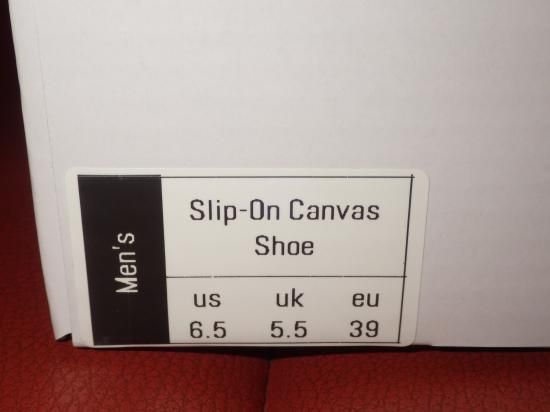 Men's
Slip-On Canvas
Shoe
us uk eu
6.5 5.5 39